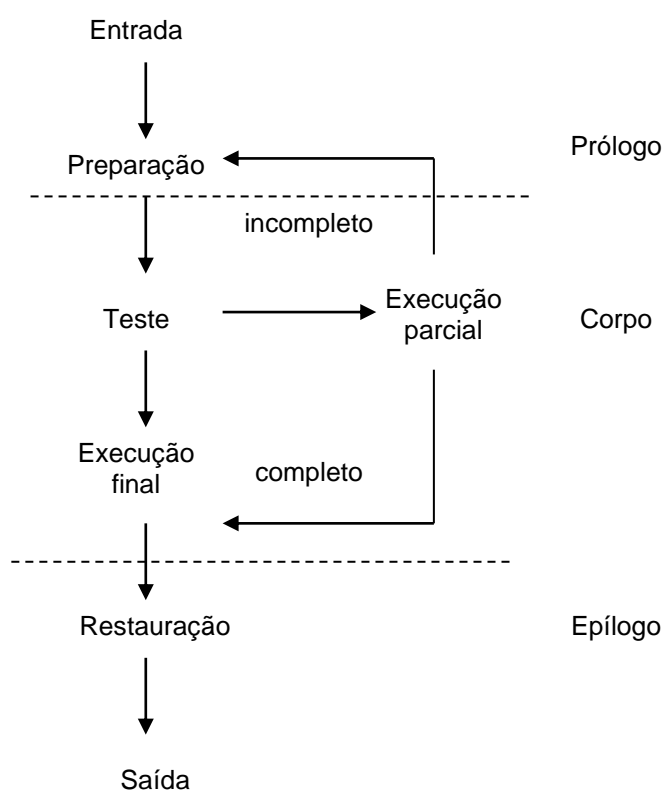 Entrada
Prólogo
Preparação
incompleto
Teste
Execução
parcial
Corpo
Execução
final
completo
Restauração
Epílogo
Saída